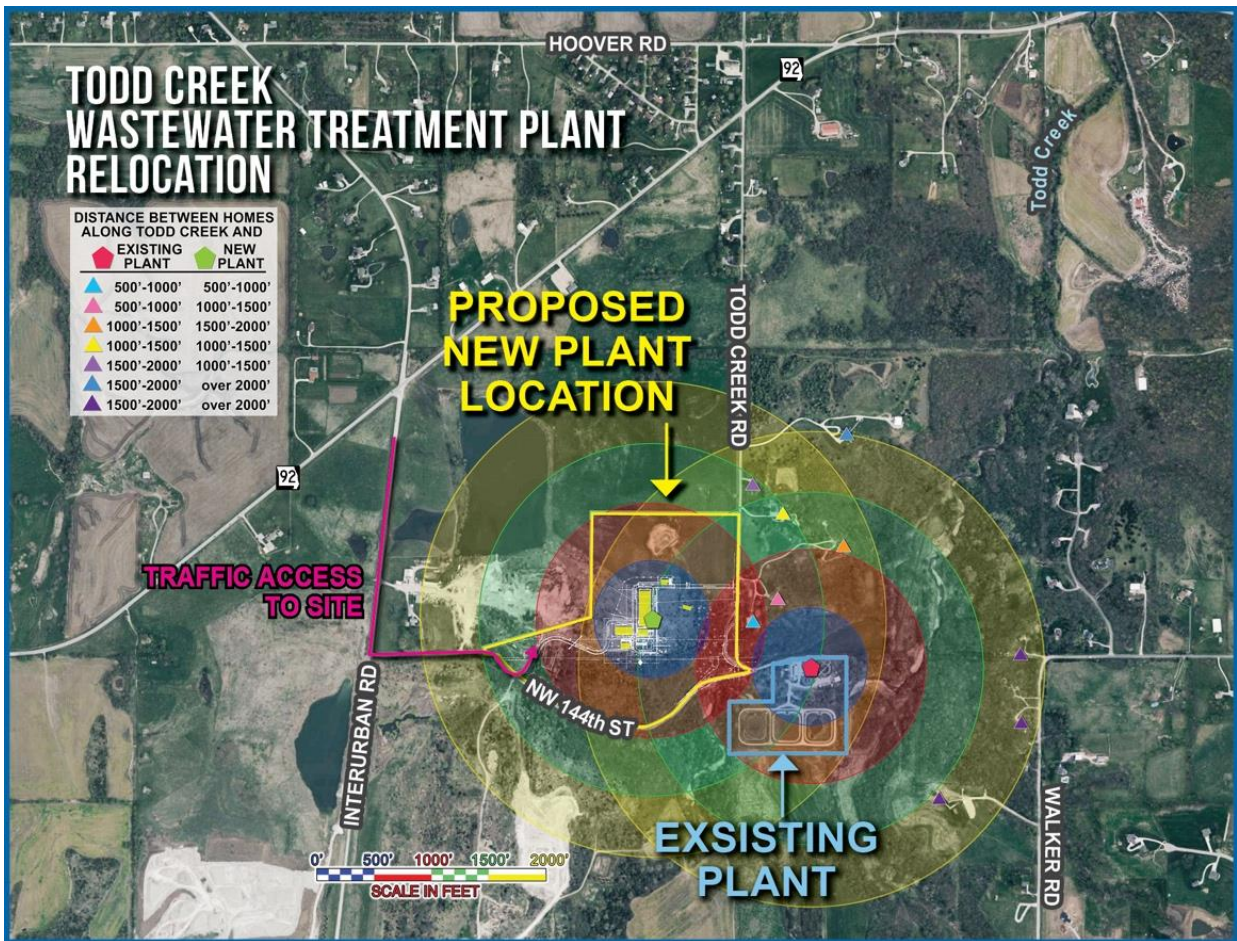 HOOVER RD
92
TODD CREEK
WASTEWATER TREATMENT PLANT
RELOCATION
Todd Creek
DISTANCE BETWEEN HOMES
ALONG TODD CREEK AND
EXISTING PLANT NEW PLANT
500'-1000' 500'-1000'
500'-1000' 1000'-1500'
1000'-1500' 1500'-2000'
1000'-1500' 1000'-1500'
1500'-2000' 1000'-1500'
1500'-2000' over 2000'
1500'-2000' over 2000'
PROPOSED
NEW PLANT
LOCATION
TODD CREEK RD
92
TRAFFIC ACCESS
TO SITE
INTERURBAN RD
NW 144th ST
EXSISTING
PLANT
WALKER RD
0' 500' 1000' 1500' 2000'
SCALE IN FEET